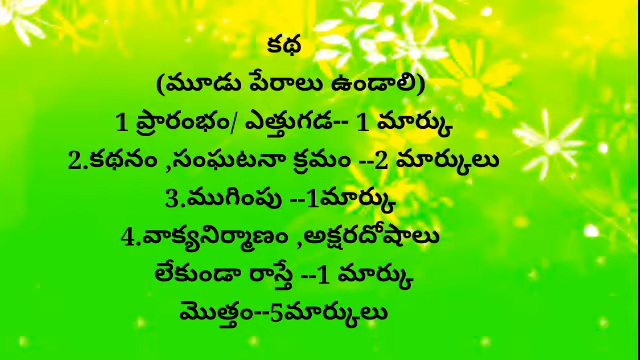 కథ
(మూడు పేరాలు ఉండాలి)
1 ప్రారంభం/ ఎత్తుగడ-- 1 మార్కు
2.కథనం ,సంఘటనా క్రమం --2 మార్కులు
3.ముగింపు --1మార్కు
4.వాక్యనిర్మాణం ,అక్షరదోషాలు
లేకుండా రాస్తే --1 మార్కు
మొత్తం--5మార్కులు